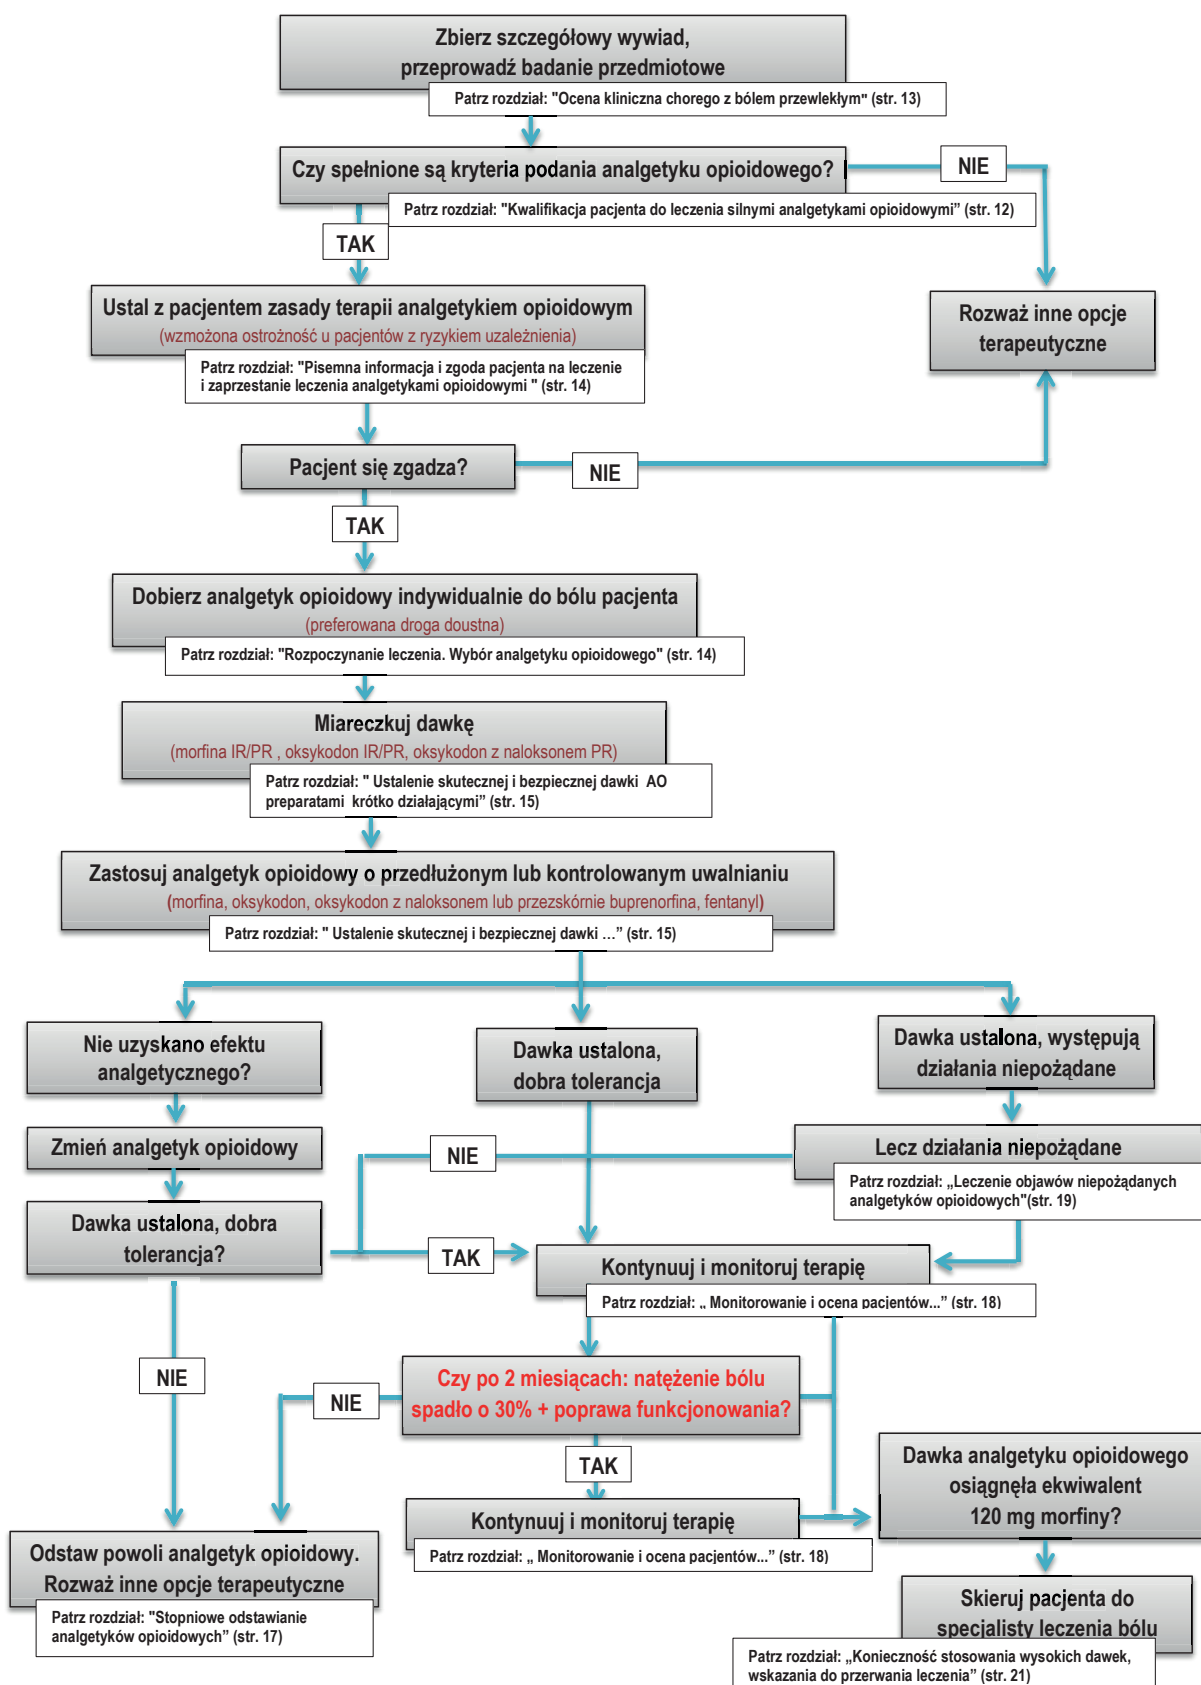 Zbierz szczegółowy wywiad,
przeprowadź badanie przedmiotowe
Patrz rozdział: "Ocena kliniczna chorego z bólem przewlekłym" (str. 13)
Czy spełnione są kryteria podania analgetyku opioidowego?
NIE
Patrz rozdział: "Kwalifikacja pacjenta do leczenia silnymi analgetykami opioidowymi” (str. 12)
TAK
Ustal z pacjentem zasady terapii analgetykiem opioidowym
(wzmożona ostrożność u pacjentów z ryzykiem uzależnienia)
Patrz rozdział: "Pisemna informacja i zgoda pacjenta na leczenie
i zaprzestanie leczenia analgetykami opioidowymi " (str. 14)
Rozważ inne opcje
terapeutyczne
Pacjent się zgadza?
NIE
TAK
Dobierz analgetyk opioidowy indywidualnie do bólu pacjenta
(preferowana droga doustna)
Patrz rozdział: "Rozpoczynanie leczenia. Wybór analgetyku opioidowego" (str. 14)
Miareczkuj dawkę
(morfina IR/PR , oksykodon IR/PR, oksykodon z naloksonem PR)
Patrz rozdział: " Ustalenie skutecznej i bezpiecznej dawki AO
preparatami krótko działającymi” (str. 15)
Zastosuj analgetyk opioidowy o przedłużonym lub kontrolowanym uwalnianiu
(morfina, oksykodon, oksykodon z naloksonem lub przezskórnie buprenorfina, fentanyl)
Patrz rozdział: " Ustalenie skutecznej i bezpiecznej dawki ...” (str. 15)
Nie uzyskano efektu
analgetycznego?
Dawka ustalona,
dobra tolerancja
Dawka ustalona, występują
działania niepożądane
Zmień analgetyk opioidowy
NIE
Lecz działania niepożądane
Patrz rozdział: „Leczenie objawów niepożądanych
analgetyków opioidowych"(str. 19)
Dawka ustalona, dobra
tolerancja?
TAK
Kontynuuj i monitoruj terapię
Patrz rozdział: „ Monitorowanie i ocena pacjentów...” (str. 18)
NIE
Czy po 2 miesiącach: natężenie bólu
spadło o 30% + poprawa funkcjonowania?
NIE
TAK
Dawka analgetyku opioidowego
osiągnęła ekwiwalent
120 mg morfiny?
Kontynuuj i monitoruj terapię
Patrz rozdział: „ Monitorowanie i ocena pacjentów...” (str. 18)
Odstaw powoli analgetyk opioidowy.
Rozważ inne opcje terapeutyczne
Patrz rozdział: "Stopniowe odstawianie
analgetyków opioidowych” (str. 17)
Skieruj pacjenta do
specjalisty leczenia bólu
Patrz rozdział: „Konieczność stosowania wysokich dawek,
wskazania do przerwania leczenia” (str. 21)